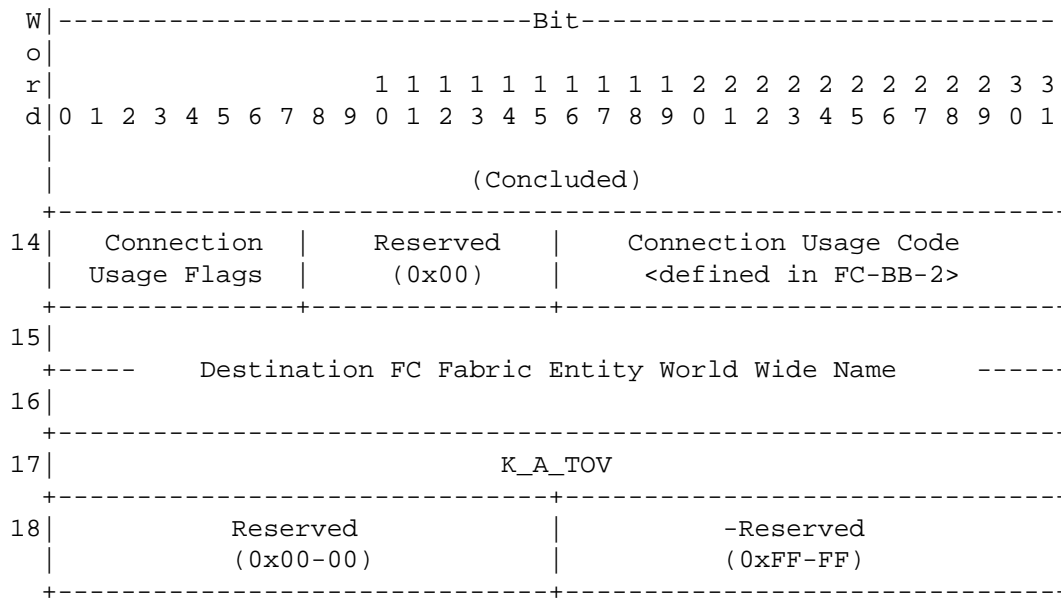 W|------------------------------Bit------------------------------
o|
r|                    1 1 1 1 1 1 1 1 1 1 2 2 2 2 2 2 2 2 2 2 3 3
d|0 1 2 3 4 5 6 7 8 9 0 1 2 3 4 5 6 7 8 9 0 1 2 3 4 5 6 7 8 9 0 1
|
|                          (Concluded)
+----------------------------------------------------------------
14|   Connection  |    Reserved   |    Connection Usage Code
|  Usage Flags  |     (0x00)    |     <defined in FC-BB-2>
+---------------+---------------+--------------------------------
15|
+-----    Destination FC Fabric Entity World Wide Name     ------
16|
+----------------------------------------------------------------
17|                            K_A_TOV
+-------------------------------+--------------------------------
18|           Reserved            |          -Reserved
|           (0x00-00)           |          (0xFF-FF)
+-------------------------------+--------------------------------